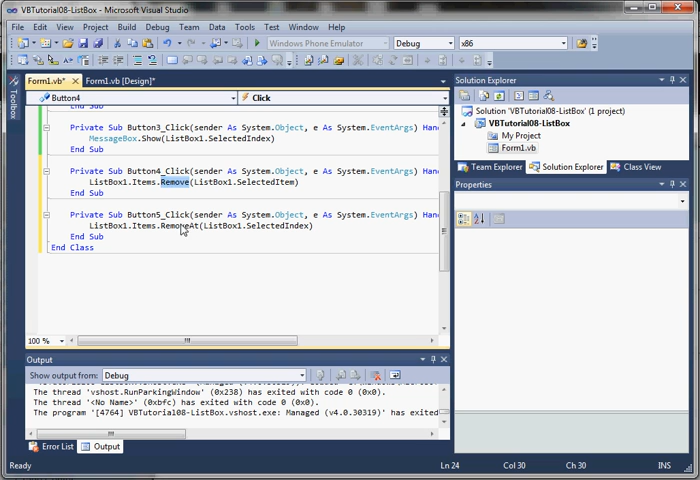 VBTutorial08-ListBox - Microsoft Visual Studio
File Edit View Project Build Debug Team Data Tools Test Window Help
Windows Phone Emulator Debug x86
Toolbox
Form1.vb* Form1.vb [Design]*
Button4 Click
End Sub
Private Sub Button3_Click(sender As System.Object, e As System.EventArgs) Hand
MessageBox.Show(ListBox1.SelectedIndex)
End Sub
Private Sub Button4_Click(sender As System.Object, e As System.EventArgs) Hand
ListBox1.Items.Remove(ListBox1.SelectedItem)
End Sub
Private Sub Button5_Click(sender As System.Object, e As System.EventArgs) Hand
ListBox1.Items.RemoveAt(ListBox1.SelectedIndex)
End Sub
End Class
100 %
Output
Show output from: Debug
The thread 'vshost.RunParkingWindow' (0x238) has exited with code 0 (0x0).
The thread '<No Name>' (0xbfc) has exited with code 0 (0x0).
The program '[4764] VBTutorial08-ListBox.vshost.exe: Managed (v4.0.30319)' has exited
Error List Output
Solution Explorer
Solution 'VBTutorial08-ListBox' (1 project)
VBTutorial08-ListBox
My Project
Form1.vb
Team Explorer Solution Explorer Class View
Properties
Ready Ln 24 Col 30 Ch 30 INS